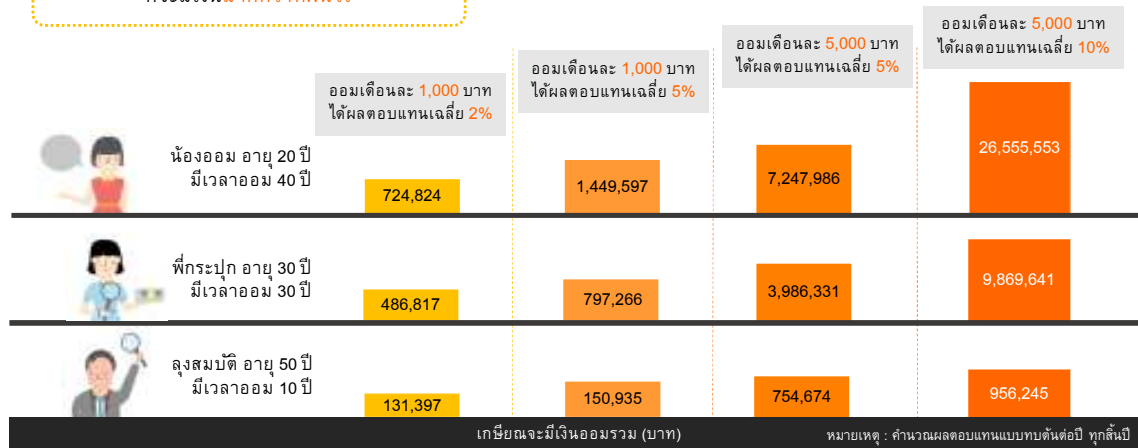 ออมเดือนละ 5,000 บาท
ได้ผลตอบแทนเฉลี่ย 10%
ออมเดือนละ 5,000 บาท
ได้ผลตอบแทนเฉลี่ย 5%
ออมเดือนละ 1,000 บาท
ได้ผลตอบแทนเฉลี่ย 5%
ออมเดือนละ 1,000 บาท
ได้ผลตอบแทนเฉลี่ย 2%
น้องออม อายุ 20 ปี
มีเวลาออม 40 ปี
724,824
1,449,597
7,247,986
26,555,553
พี่กระปุก อายุ 30 ปี
มีเวลาออม 30 ปี
486,817
797,266
3,986,331
9,869,641
ลุงสมบัติ อายุ 50 ปี
มีเวลาออม 10 ปี
131,397
150,935
754,674
956,245
เกษียณจะมีเงินออมรวม (บาท)
หมายเหตุ : คำนวณผลตอบแทนแบบทบต้นต่อปี ทุกสิ้นปี